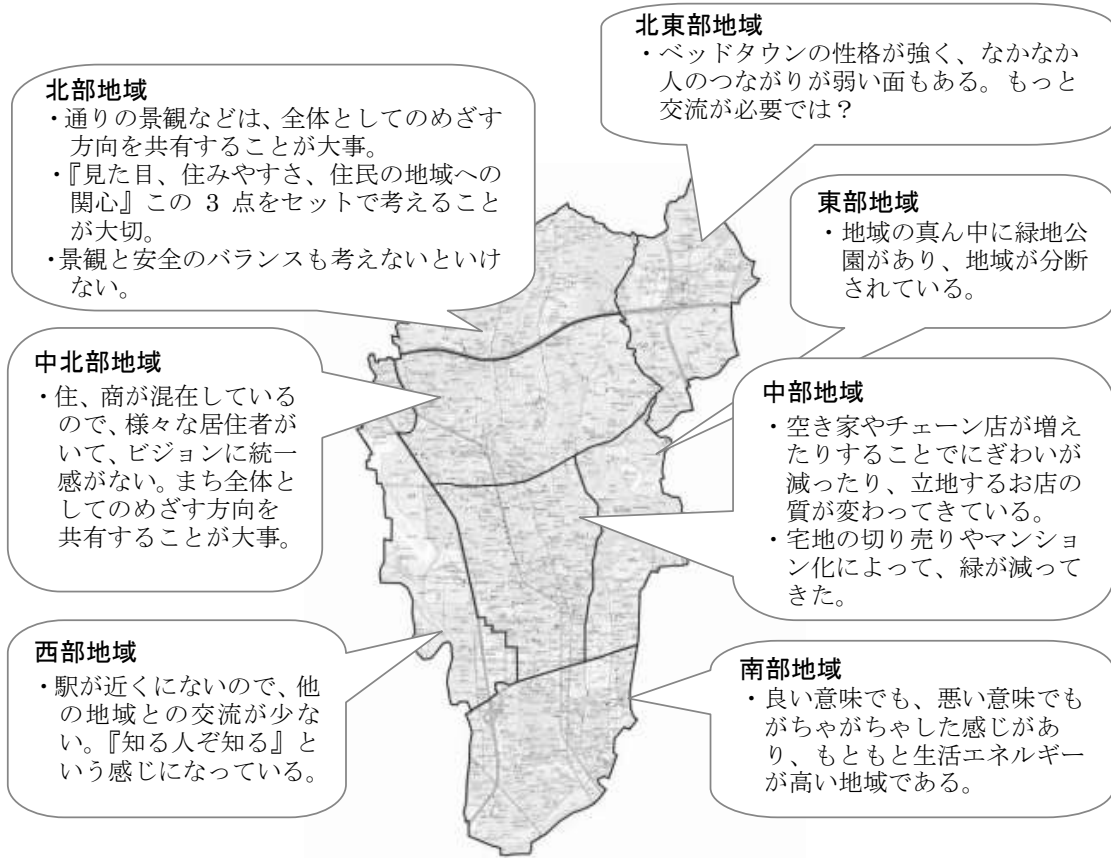 北東部地域
・ベッドタウンの性格が強く、なかなか
人のつながりが弱い面もある。もっと
交流が必要では？
北部地域
・通りの景観などは、全体としてのめざす
方向を共有することが大事。
・『見た目、住みやすさ、住民の地域への
関心』この 3 点をセットで考えること
が大切。
・景観と安全のバランスも考えないといけ
ない。
東部地域
・地域の真ん中に緑地公
園があり、地域が分断
されている。
中北部地域
・住、商が混在している
ので、様々な居住者が
いて、ビジョンに統一
感がない。まち全体と
してのめざす方向を
共有することが大事。
中部地域
・空き家やチェーン店が増え
たりすることでにぎわいが
減ったり、立地するお店の
質が変わってきている。
・宅地の切り売りやマンショ
ン化によって、緑が減って
きた。
西部地域
・駅が近くにないので、他
の地域との交流が少な
い。『知る人ぞ知る』と
いう感じになっている。
南部地域
・良い意味でも、悪い意味でも
がちゃがちゃした感じがあ
り、もともと生活エネルギー
が高い地域である。